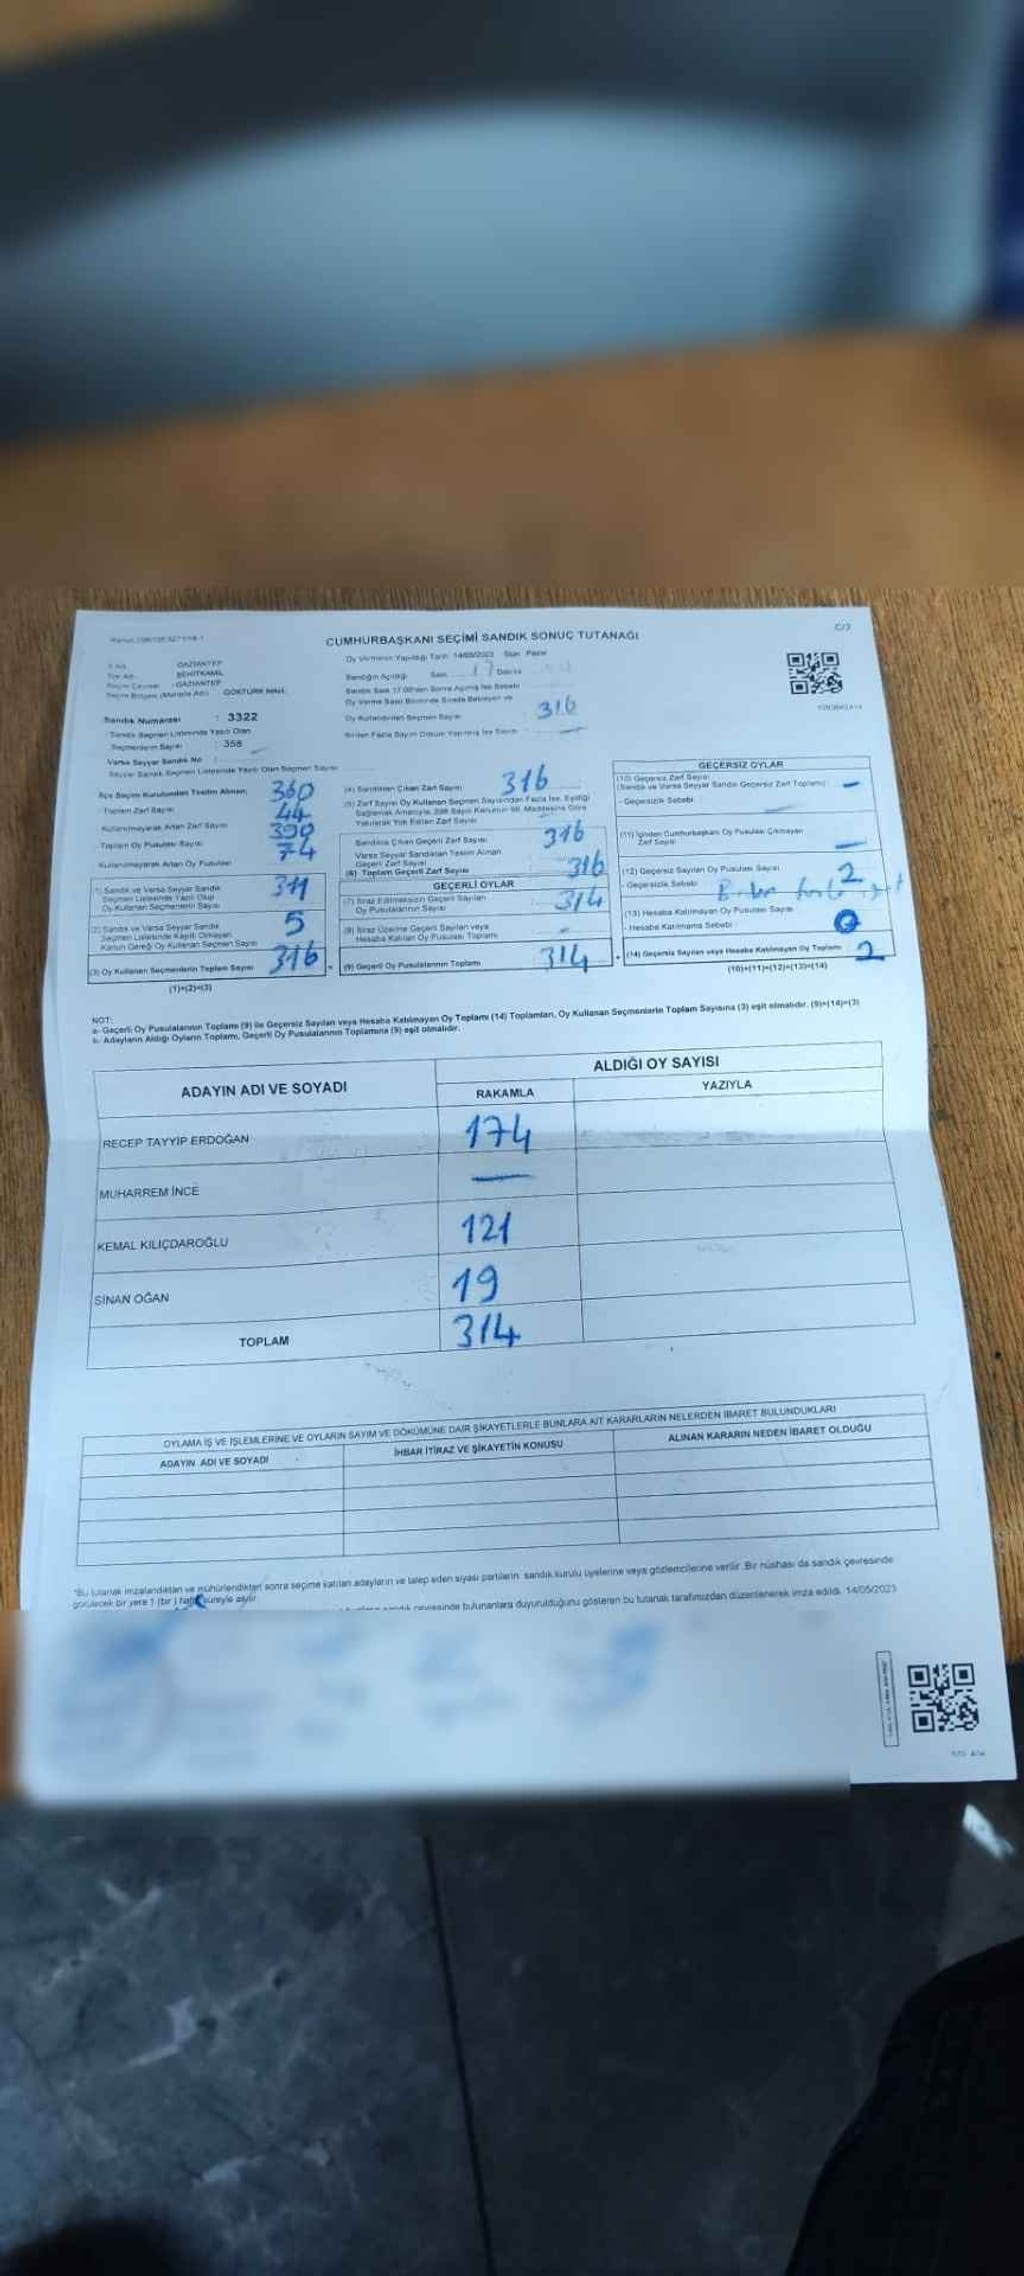 C/2
CUMHURBAŞKANI SEÇİMİ SANDIK SONUÇ TUTANAĞI
Oy Vermenin Yapıldığı Tarih: 14/05/2023 Gün: Pazar
GAZİANTEP
ŞEHİTKAMİL
GAZİANTEP
GÖKTÜRK MAH.
Sandığın Açıldığı Saat 17 Dakika
Oy Kullandırılan Seçmen Sayısı : 316
Sandık Numarası : 3322
Sandık Seçmen Listesinde Yazılı Olan
Seçmenlerin Sayısı : 358
Varsa Seyyar Sandık No :
Seyyar Sandık Seçmen Listesinde Yazılı Olan Seçmen Sayısı
İlçe Seçim Kurulundan Teslim Alınan
Toplam Zarf Sayısı 360
Kullanılmayarak Artan Zarf Sayısı 44
Toplam Oy Pusulası Sayısı 390
Kullanılmayarak Artan Oy Pusulası 74
(1) Sandık ve Varsa Seyyar Sandık
Seçmen Listesinde Yazılı Olup
Oy Kullanan Seçmenlerin Sayısı 311
(2) Sandık ve Varsa Seyyar Sandık
Seçmen Listesinde Kayıtlı Olmayan
Kanun Gereği Oy Kullanan Seçmen Sayısı 5
(3) Oy Kullanan Seçmenlerin Toplam Sayısı 316
(1)+(2)=(3)
(4) Sandıktan Çıkan Zarf Sayısı 316
(5) Zarf Sayısı Oy Kullanan Seçmen Sayısından Fazla İse, Eşitliği
Sağlamak Amacıyla, 298 Sayılı Kanunun 98. Maddesine Göre
Yakılarak Yok Edilen Zarf Sayısı
Sandıkta Çıkan Geçerli Zarf Sayısı 316
Varsa Seyyar Sandıktan Teslim Alınan
Geçerli Zarf Sayısı
(6) Toplam Geçerli Zarf Sayısı 316
GEÇERLİ OYLAR
(7) İtiraz Edilmeksizin Geçerli Sayılan
Oy Pusulalarının Sayısı 314
(8) İtiraz Üzerine Geçerli Sayılan veya
Hesaba Katılan Oy Pusulası Toplamı -
(9) Geçerli Oy Pusulalarının Toplamı : 314
GEÇERSİZ OYLAR
(10) Geçersiz Zarf Sayısı
(Sandık ve Varsa Seyyar Sandık Geçersiz Zarf Toplamı) : -
- Geçersizlik Sebebi
(11) İçinden Cumhurbaşkanı Oy Pusulası Çıkmayan
Zarf Sayısı -
(12) Geçersiz Sayılan Oy Pusulası Sayısı 2
- Geçersizlik Sebebi
(13) Hesaba Katılmayan Oy Pusulası Sayısı
- Hesaba Katılmama Sebebi
(14) Geçersiz Sayılan veya Hesaba Katılmayan Oy Toplamı 2
(10)+(11)+(12)+(13)=(14)
NOT:
a- Geçerli Oy Pusulalarının Toplamı (9) ile Geçersiz Sayılan veya Hesaba Katılmayan Oy Toplamı (14) Toplamları, Oy Kullanan Seçmenlerin Toplam Sayısına (3) eşit olmalıdır. (9)+(14)=(3)
b- Adayların Aldığı Oyların Toplamı, Geçerli Oy Pusulalarının Toplamına (9) eşit olmalıdır.
ADAYIN ADI VE SOYADI
ALDIĞI OY SAYISI
RAKAMLA YAZIYLA
RECEP TAYYİP ERDOĞAN 174
MUHARREM İNCE —
KEMAL KILIÇDAROĞLU 121
SİNAN OĞAN 19
TOPLAM 314
OYLAMA İŞ VE İŞLEMLERİNE VE OYLARIN SAYIM VE DÖKÜMÜNE DAİR ŞİKAYETLERLE BUNLARA AİT KARARLARIN NELERDEN İBARET BULUNDUKLARI
ADAYIN ADI VE SOYADI İHBAR İTİRAZ VE ŞİKAYETİN KONUSU ALINAN KARARIN NEDEN İBARET OLDUĞU
*Bu tutanak imzalandıktan ve mühürlendikten sonra seçime katılan adayların ve talep eden siyasi partilerin sandık kurulu üyelerine veya gözlemcilerine verilir. Bir nüshası da sandık çevresinde
görülecek bir yere 1 (bir) hafta süreyle asılır.
sandık çevresinde bulunanlara duyurulduğunu gösteren bu tutanak tarafımızdan düzenlenerek imza edildi. 14/05/2023